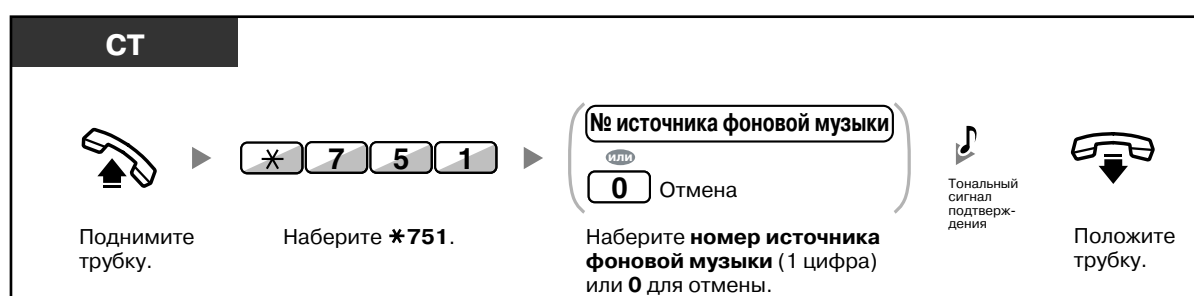 СТ
№ источника фоновой музыки
или
✱ 7 5 1
0 Отмена
Тональный
сигнал
подтверж-
дения
Поднимите
трубку.
Наберите ✱751.
Наберите номер источника
фоновой музыки (1 цифра)
или 0 для отмены.
Положите
трубку.